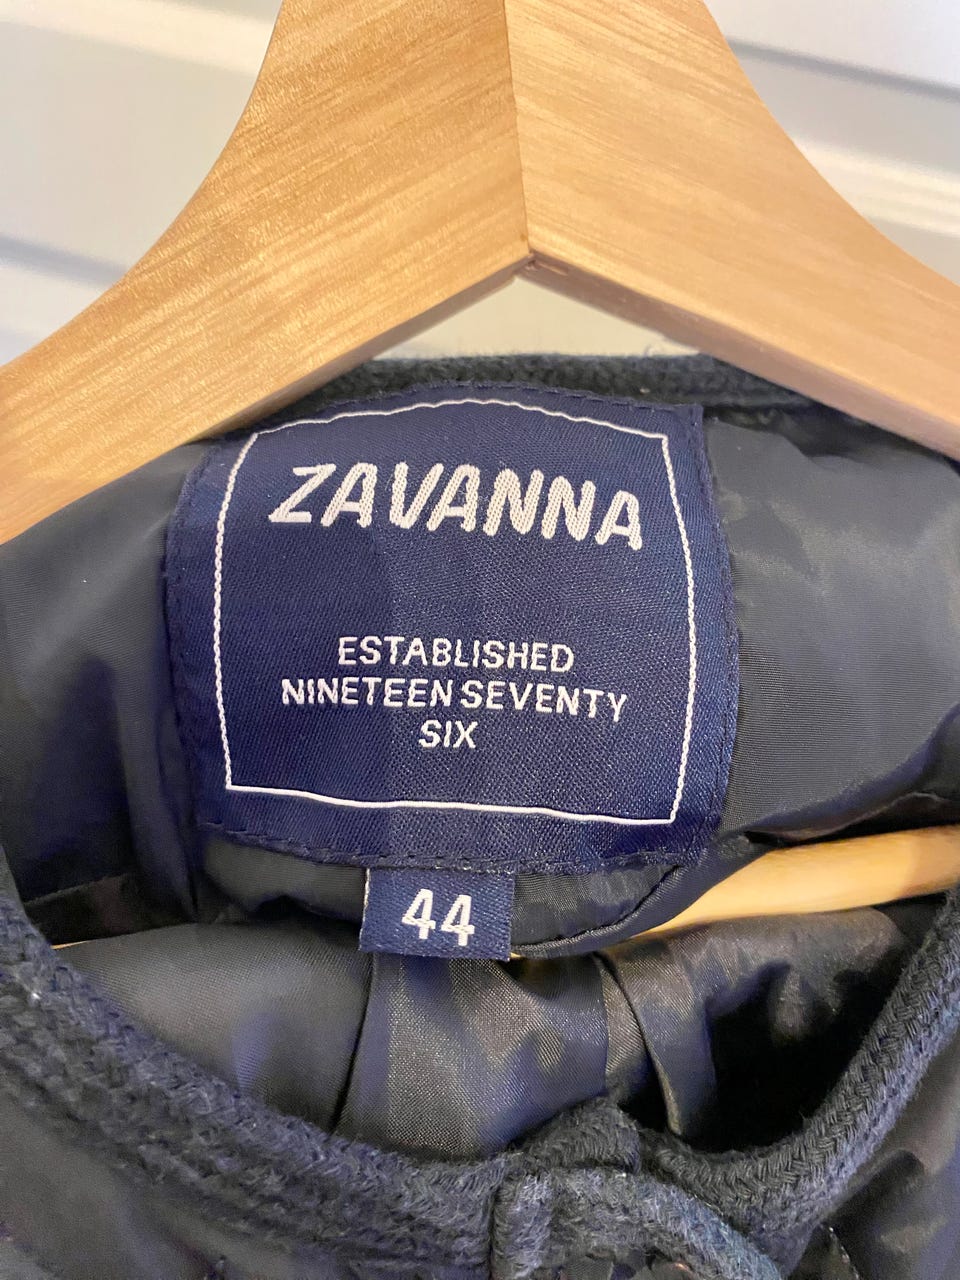 ZAVANNA
ESTABLISHED
NINETEEN SEVENTY
SIX
44